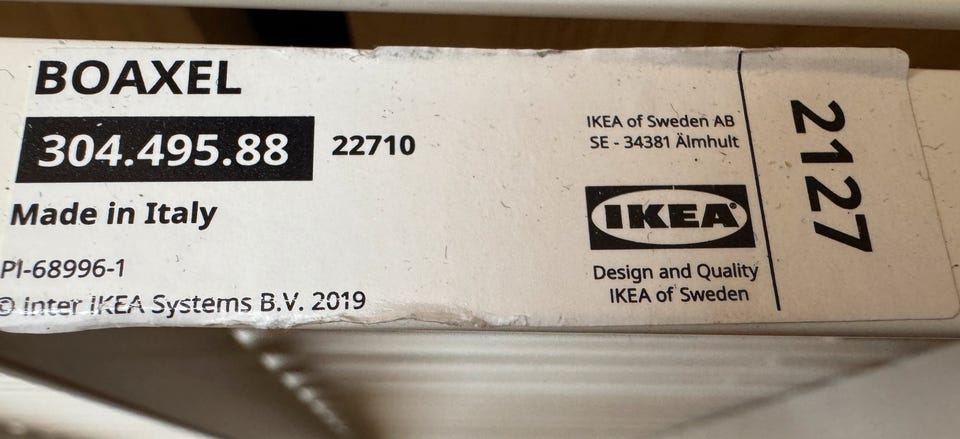 BOAXEL
304.495.88 22710
Made in Italy
PI-68996-1
© Inter IKEA Systems B.V. 2019
IKEA of Sweden AB
SE - 34381 Älmhult
IKEA
Design and Quality
IKEA of Sweden
2127